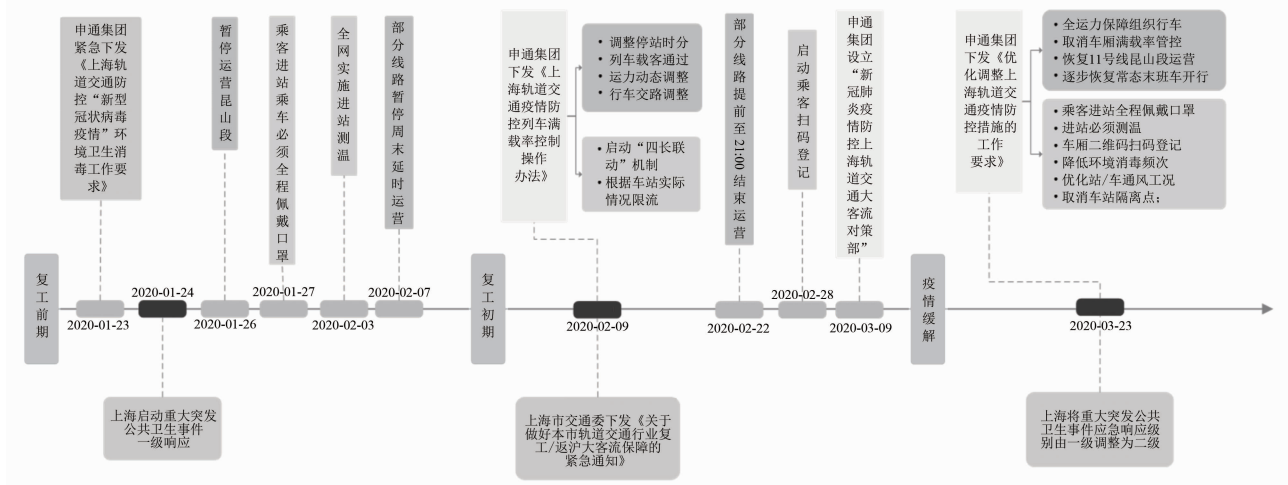 申通集团
紧急下发
《上海轨
道交通防
控“新型
冠状病毒
疫情”环
境卫生消
毒工作要
求》
暂停运营昆山段
乘客进站乘车必须全程佩戴口罩
全网实施进站测温
部分线路暂停周末延时运营
申通集团
下发《上
海轨道交
通疫情防
控列车满
载率控制
操作
办法》
• 调整停站时分
• 列车载客通过
• 运力动态调整
• 行车交路调整
• 启动“四长联
动”机制
• 根据车站实际
情况限流
部分线路提前至21:00结束运营
启动乘客扫码登记
申通
集团
设立
“新
冠肺
炎疫
情防
控上
海轨
道交
通大
客流
对策
部”
申通集团
下发《优
化调整上
海轨道交
通疫情防
控措施的
工作
要求》
• 全运力保障组织行车
• 取消车厢满载率管控
• 恢复11号线昆山段运营
• 逐步恢复常态末班车开行
• 乘客进站全程佩戴口罩
• 进站必须测温
• 车厢二维码扫码登记
• 降低环境消毒频次
• 优化站/车通风工况
• 取消车站隔离点；
复工前期
2020-01-23
2020-01-24
2020-01-26
2020-01-27
2020-02-03
2020-02-07
复工初期
2020-02-09
2020-02-22
2020-02-28
2020-03-09
疫情缓解
2020-03-23
上海启动重大突发
公共卫生事件
一级响应
上海市交通委下发《关于
做好本市轨道交通行业复
工/返沪大客流保障的
紧急通知》
上海将重大突发公共
卫生事件应急响应级
别由一级调整为二级